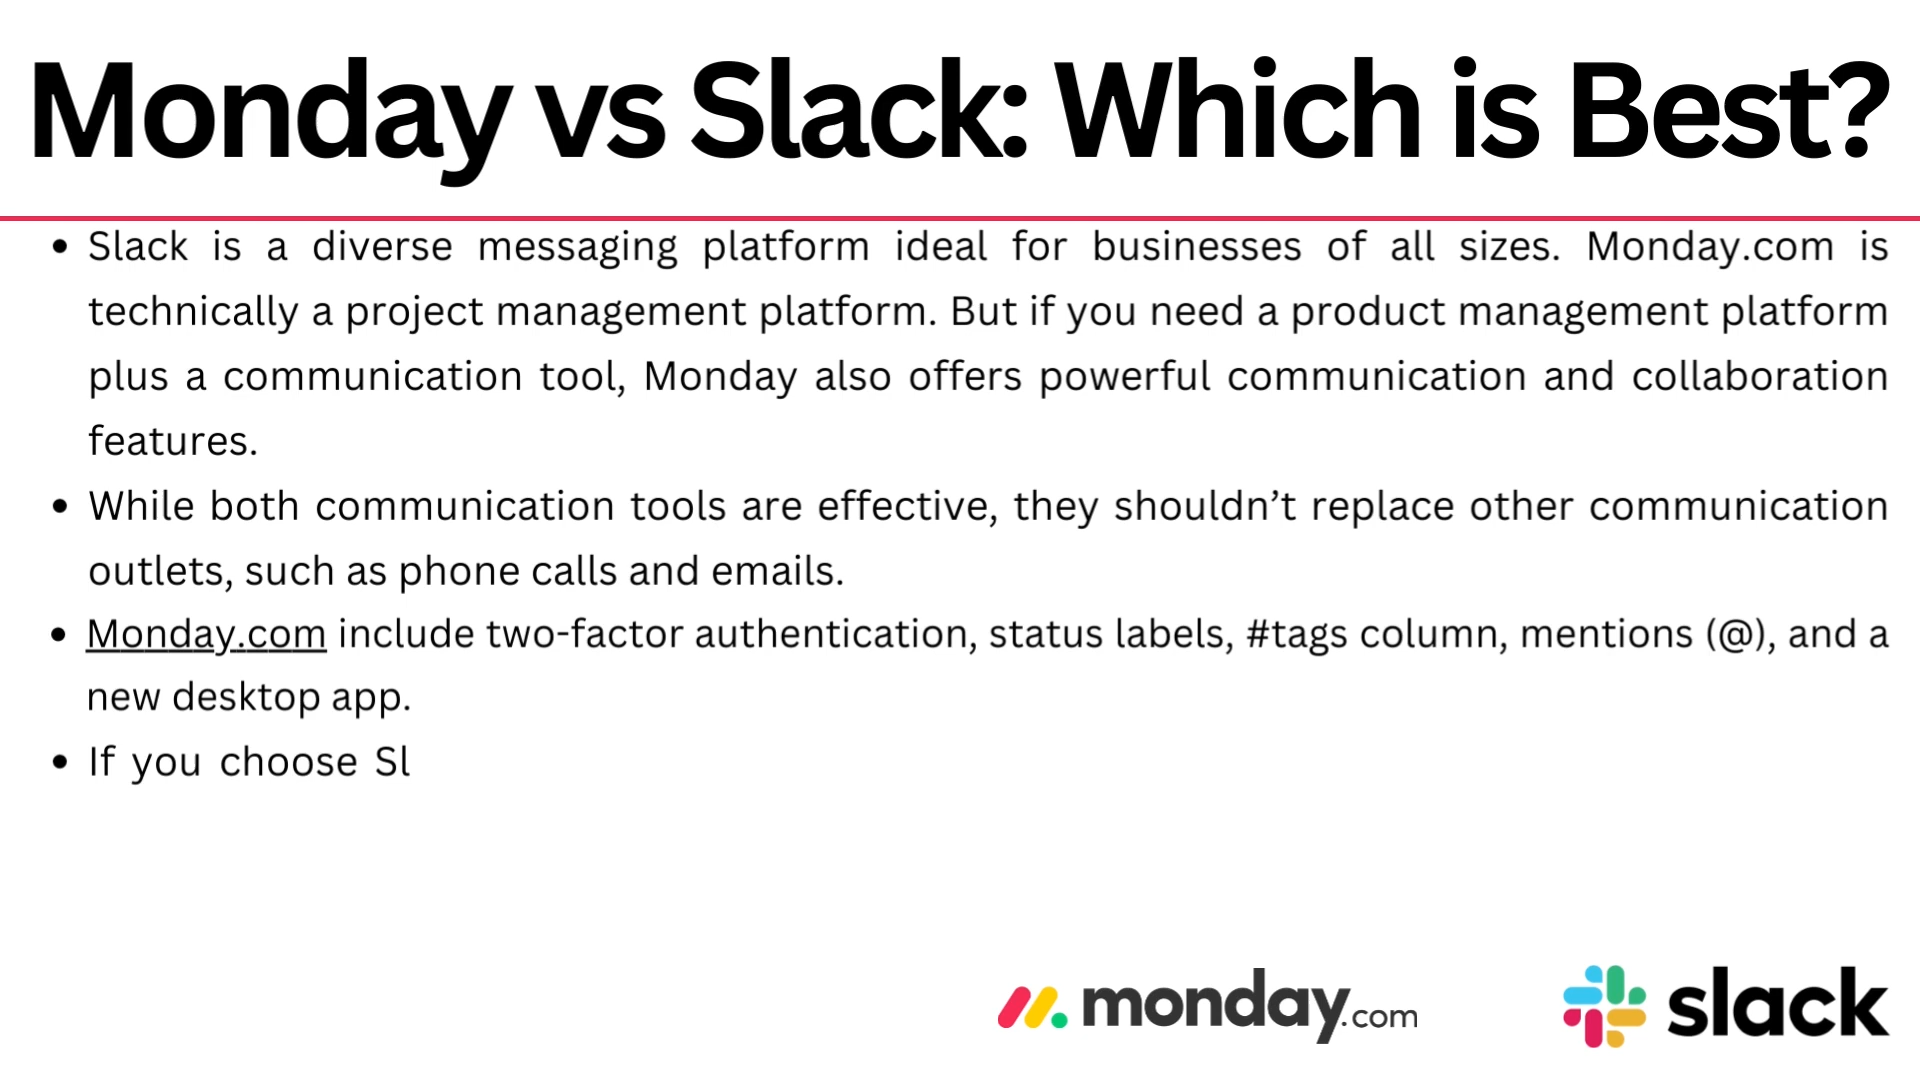 Monday vs Slack: Which is Best?
• Slack is a diverse messaging platform ideal for businesses of all sizes. Monday.com is
technically a project management platform. But if you need a product management platform
plus a communication tool, Monday also offers powerful communication and collaboration
features.
• While both communication tools are effective, they shouldn’t replace other communication
outlets, such as phone calls and emails.
• Monday.com include two-factor authentication, status labels, #tags column, mentions (@), and a
new desktop app.
• If you choose Sl
monday.com
slack